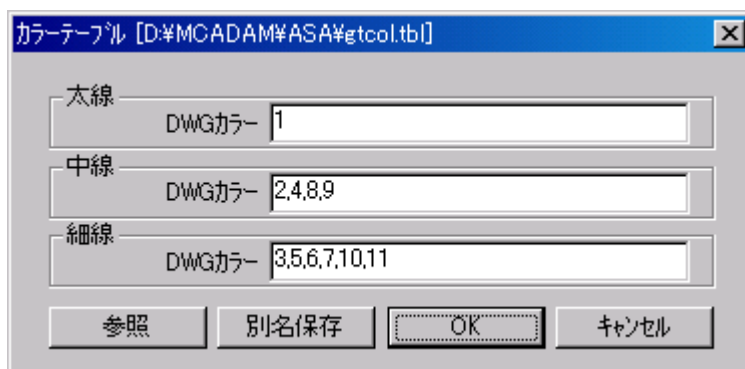 カラーテーブル [D:¥MCADAM¥ASA¥gtcol.tbl]
太線
DWGカラー 1
中線
DWGカラー 2,4,8,9
細線
DWGカラー 3,5,6,7,10,11
参照 別名保存 OK キャンセル